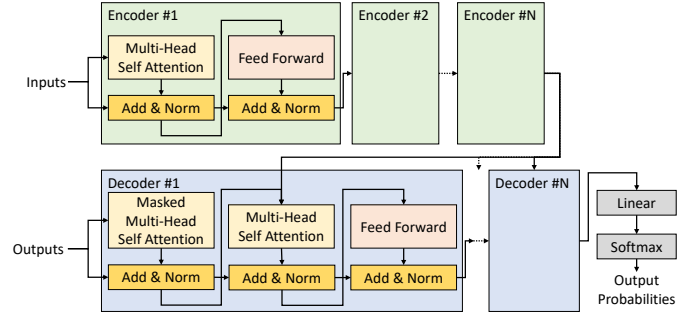 Encoder #1
Encoder #2
Encoder #N
Multi-Head
Self Attention
Feed Forward
Inputs
Add & Norm
Add & Norm
Decoder #1
Decoder #N
Masked
Multi-Head
Self Attention
Multi-Head
Self Attention
Feed Forward
Linear
Outputs
Softmax
Add & Norm
Add & Norm
Add & Norm
Output
Probabilities